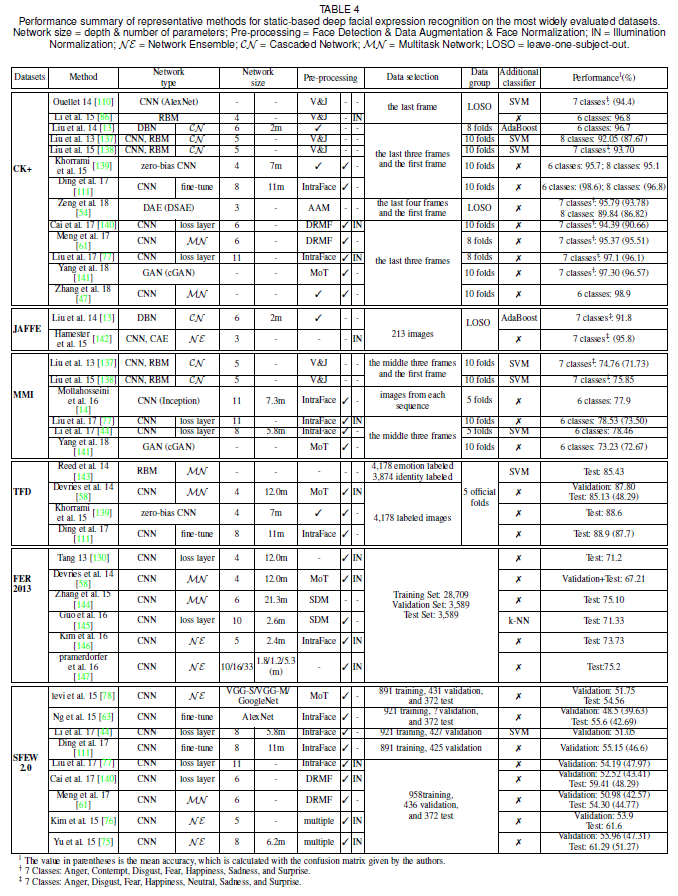 TABLE 4
Performance summary of representative methods for static-based deep facial expression recognition on the most widely evaluated datasets.
Network size = depth & number of parameters; Pre-processing = Face Detection & Data Augmentation & Face Normalization; IN = Illumination
Normalization; NE = Network Ensemble; CN = Cascaded Network; MN = Multitask Network; LOSO = leave-one-subject-out.
Datasets Method Network type Network size Pre-processing Data selection Data group Additional classifier Performance¹(%)
CK+
Ouellet 14 [110] CNN (AlexNet) - - V&J - - the last frame LOSO SVM 7 classes†: (94.4)
Li et al. 15 [86] RBM 4 - V&J - IN ✗ 6 classes: 96.8
Liu et al. 14 [13] DBN CN 6 2m ✓ - - the last three frames and the first frame 8 folds AdaBoost 6 classes: 96.7
Liu et al. 13 [137] CNN, RBM CN 5 - V&J - - 10 folds SVM 8 classes: 92.05 (87.67)
Liu et al. 15 [138] CNN, RBM CN 5 - V&J - - 10 folds SVM 7 classes‡: 93.70
Khorrami et al. 15 [139] zero-bias CNN 4 7m ✓ ✓ - 10 folds ✗ 6 classes: 95.7; 8 classes: 95.1
Ding et al. 17 [111] CNN fine-tune 8 11m IntraFace ✓ - 10 folds ✗ 6 classes: (98.6); 8 classes: (96.8)
Zeng et al. 18 [54] DAE (DSAE) 3 - AAM - - the last four frames and the first frame LOSO ✗ 7 classes†: 95.79 (93.78) 8 classes: 89.84 (86.82)
Cai et al. 17 [140] CNN loss layer 6 - DRMF ✓ IN the last three frames 10 folds ✗ 7 classes†: 94.39 (90.66)
Meng et al. 17 [61] CNN MN 6 - DRMF ✓ - 8 folds ✗ 7 classes†: 95.37 (95.51)
Liu et al. 17 [77] CNN loss layer 11 - IntraFace ✓ IN 8 folds ✗ 7 classes†: 97.1 (96.1)
Yang et al. 18 [141] GAN (cGAN) - - MoT ✓ - 10 folds ✗ 7 classes†: 97.30 (96.57)
Zhang et al. 18 [47] CNN MN - - ✓ ✓ - 10 folds ✗ 6 classes: 98.9
JAFFE
Liu et al. 14 [13] DBN CN 6 2m ✓ - - 213 images LOSO AdaBoost 7 classes‡: 91.8
Hamester et al. 15 [142] CNN, CAE NE 3 - - - IN ✗ 7 classes‡: (95.8)
MMI
Liu et al. 13 [137] CNN, RBM CN 5 - V&J - - the middle three frames and the first frame 10 folds SVM 7 classes‡: 74.76 (71.73)
Liu et al. 15 [138] CNN, RBM CN 5 - V&J - - 10 folds SVM 7 classes‡: 75.85
Mollahosseini et al. 16 [14] CNN (Inception) 11 7.3m IntraFace ✓ - images from each sequence 5 folds ✗ 6 classes: 77.9
Liu et al. 17 [77] CNN loss layer 11 - IntraFace ✓ IN the middle three frames 10 folds ✗ 6 classes: 78.53 (73.50)
Li et al. 17 [44] CNN loss layer 8 5.8m IntraFace ✓ - 5 folds SVM 6 classes: 78.46
Yang et al. 18 [141] GAN (cGAN) - - MoT ✓ - 10 folds ✗ 6 classes: 73.23 (72.67)
TFD
Reed et al. 14 [143] RBM MN - - - - - 4,178 emotion labeled 3,874 identity labeled 5 official folds SVM Test: 85.43
Devries et al. 14 [58] CNN MN 4 12.0m MoT ✓ IN 4,178 labeled images ✗ Validation: 87.80 Test: 85.13 (48.29)
Khorrami et al. 15 [139] zero-bias CNN 4 7m ✓ ✓ - ✗ Test: 88.6
Ding et al. 17 [111] CNN fine-tune 8 11m IntraFace ✓ - ✗ Test: 88.9 (87.7)
FER 2013
Tang 13 [130] CNN loss layer 4 12.0m - ✓ IN Training Set: 28,709 Validation Set: 3,589 Test Set: 3,589 ✗ Test: 71.2
Devries et al. 14 [58] CNN MN 4 12.0m MoT ✓ IN ✗ Validation+Test: 67.21
Zhang et al. 15 [144] CNN MN 6 21.3m SDM - - ✗ Test: 75.10
Guo et al. 16 [145] CNN loss layer 10 2.6m SDM ✓ - k-NN Test: 71.33
Kim et al. 16 [146] CNN NE 5 2.4m IntraFace ✓ IN ✗ Test: 73.73
pramerdorfer et al. 16 [147] CNN NE 10/16/33 1.8/1.2/5.3 (m) - ✓ IN ✗ Test:75.2
SFEW 2.0
levi et al. 15 [78] CNN NE VGG-S/VGG-M/ GoogleNet MoT ✓ - 891 training, 431 validation, and 372 test ✗ Validation: 51.75 Test: 54.56
Ng et al. 15 [63] CNN fine-tune AlexNet IntraFace ✓ - 921 training, ? validation, and 372 test ✗ Validation: 48.5 (39.63) Test: 55.6 (42.69)
Li et al. 17 [44] CNN loss layer 8 5.8m IntraFace ✓ - 921 training, 427 validation SVM Validation: 51.05
Ding et al. 17 [111] CNN fine-tune 8 11m IntraFace ✓ - 891 training, 425 validation ✗ Validation: 55.15 (46.6)
Liu et al. 17 [77] CNN loss layer 11 - IntraFace ✓ IN 958training, 436 validation, and 372 test ✗ Validation: 54.19 (47.97)
Cai et al. 17 [140] CNN loss layer 6 - DRMF ✓ IN ✗ Validation: 52.52 (43.41) Test: 59.41 (48.29)
Meng et al. 17 [61] CNN MN 6 - DRMF ✓ - ✗ Validation: 50.98 (42.57) Test: 54.30 (44.77)
Kim et al. 15 [76] CNN NE 5 - multiple ✓ IN ✗ Validation: 53.9 Test: 61.6
Yu et al. 15 [75] CNN NE 8 6.2m multiple ✓ IN ✗ Validation: 55.96 (47.31) Test: 61.29 (51.27)
¹ The value in parentheses is the mean accuracy, which is calculated with the confusion matrix given by the authors.
† 7 Classes: Anger, Contempt, Disgust, Fear, Happiness, Sadness, and Surprise.
‡ 7 Classes: Anger, Disgust, Fear, Happiness, Neutral, Sadness, and Surprise.